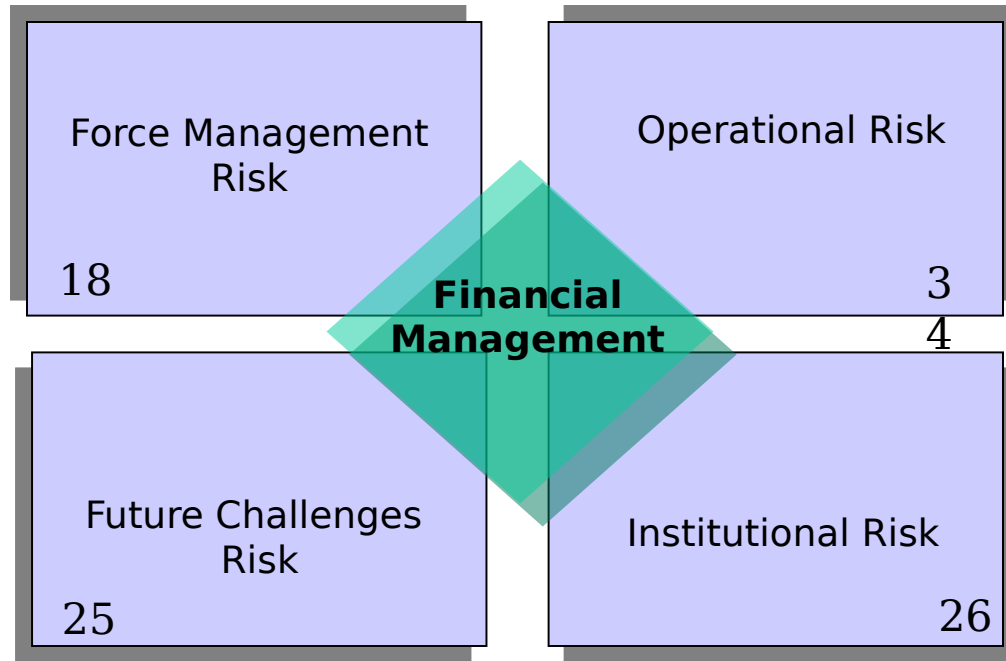 Force Management
Risk
18
Operational Risk
3
4
Financial
Management
Future Challenges
Risk
25
Institutional Risk
26